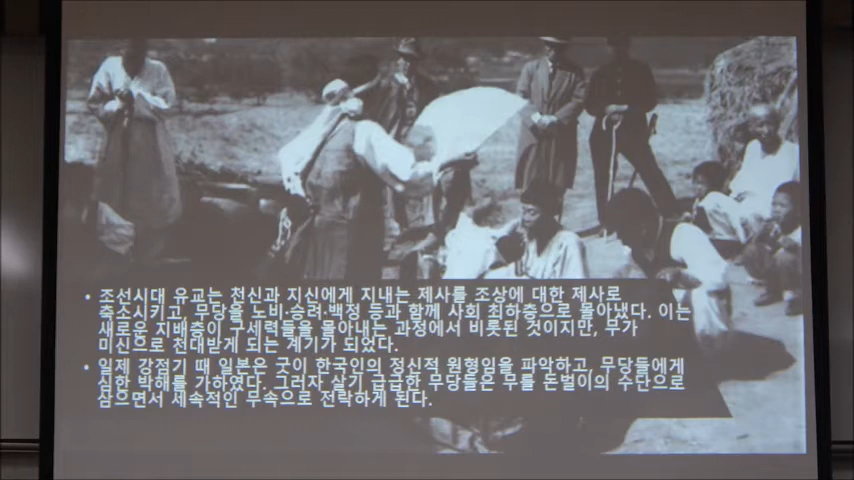 • 조선시대 유교는 천신과 지신에게 지내는 제사를 조상에 대한 제사로
축소시키고, 무당을 노비·승려·백정 등과 함께 사회 최하층으로 몰아냈다. 이는
새로운 지배층이 구세력들을 몰아내는 과정에서 비롯된 것이지만, 무가
미신으로 천대받게 되는 계기가 되었다.
• 일제 강점기 때 일본은 굿이 한국인의 정신적 원형임을 파악하고, 무당들에게
심한 박해를 가하였다. 그러자 살기 급급한 무당들은 무를 돈벌이의 수단으로
삼으면서 세속적인 무속으로 전락하게 된다.